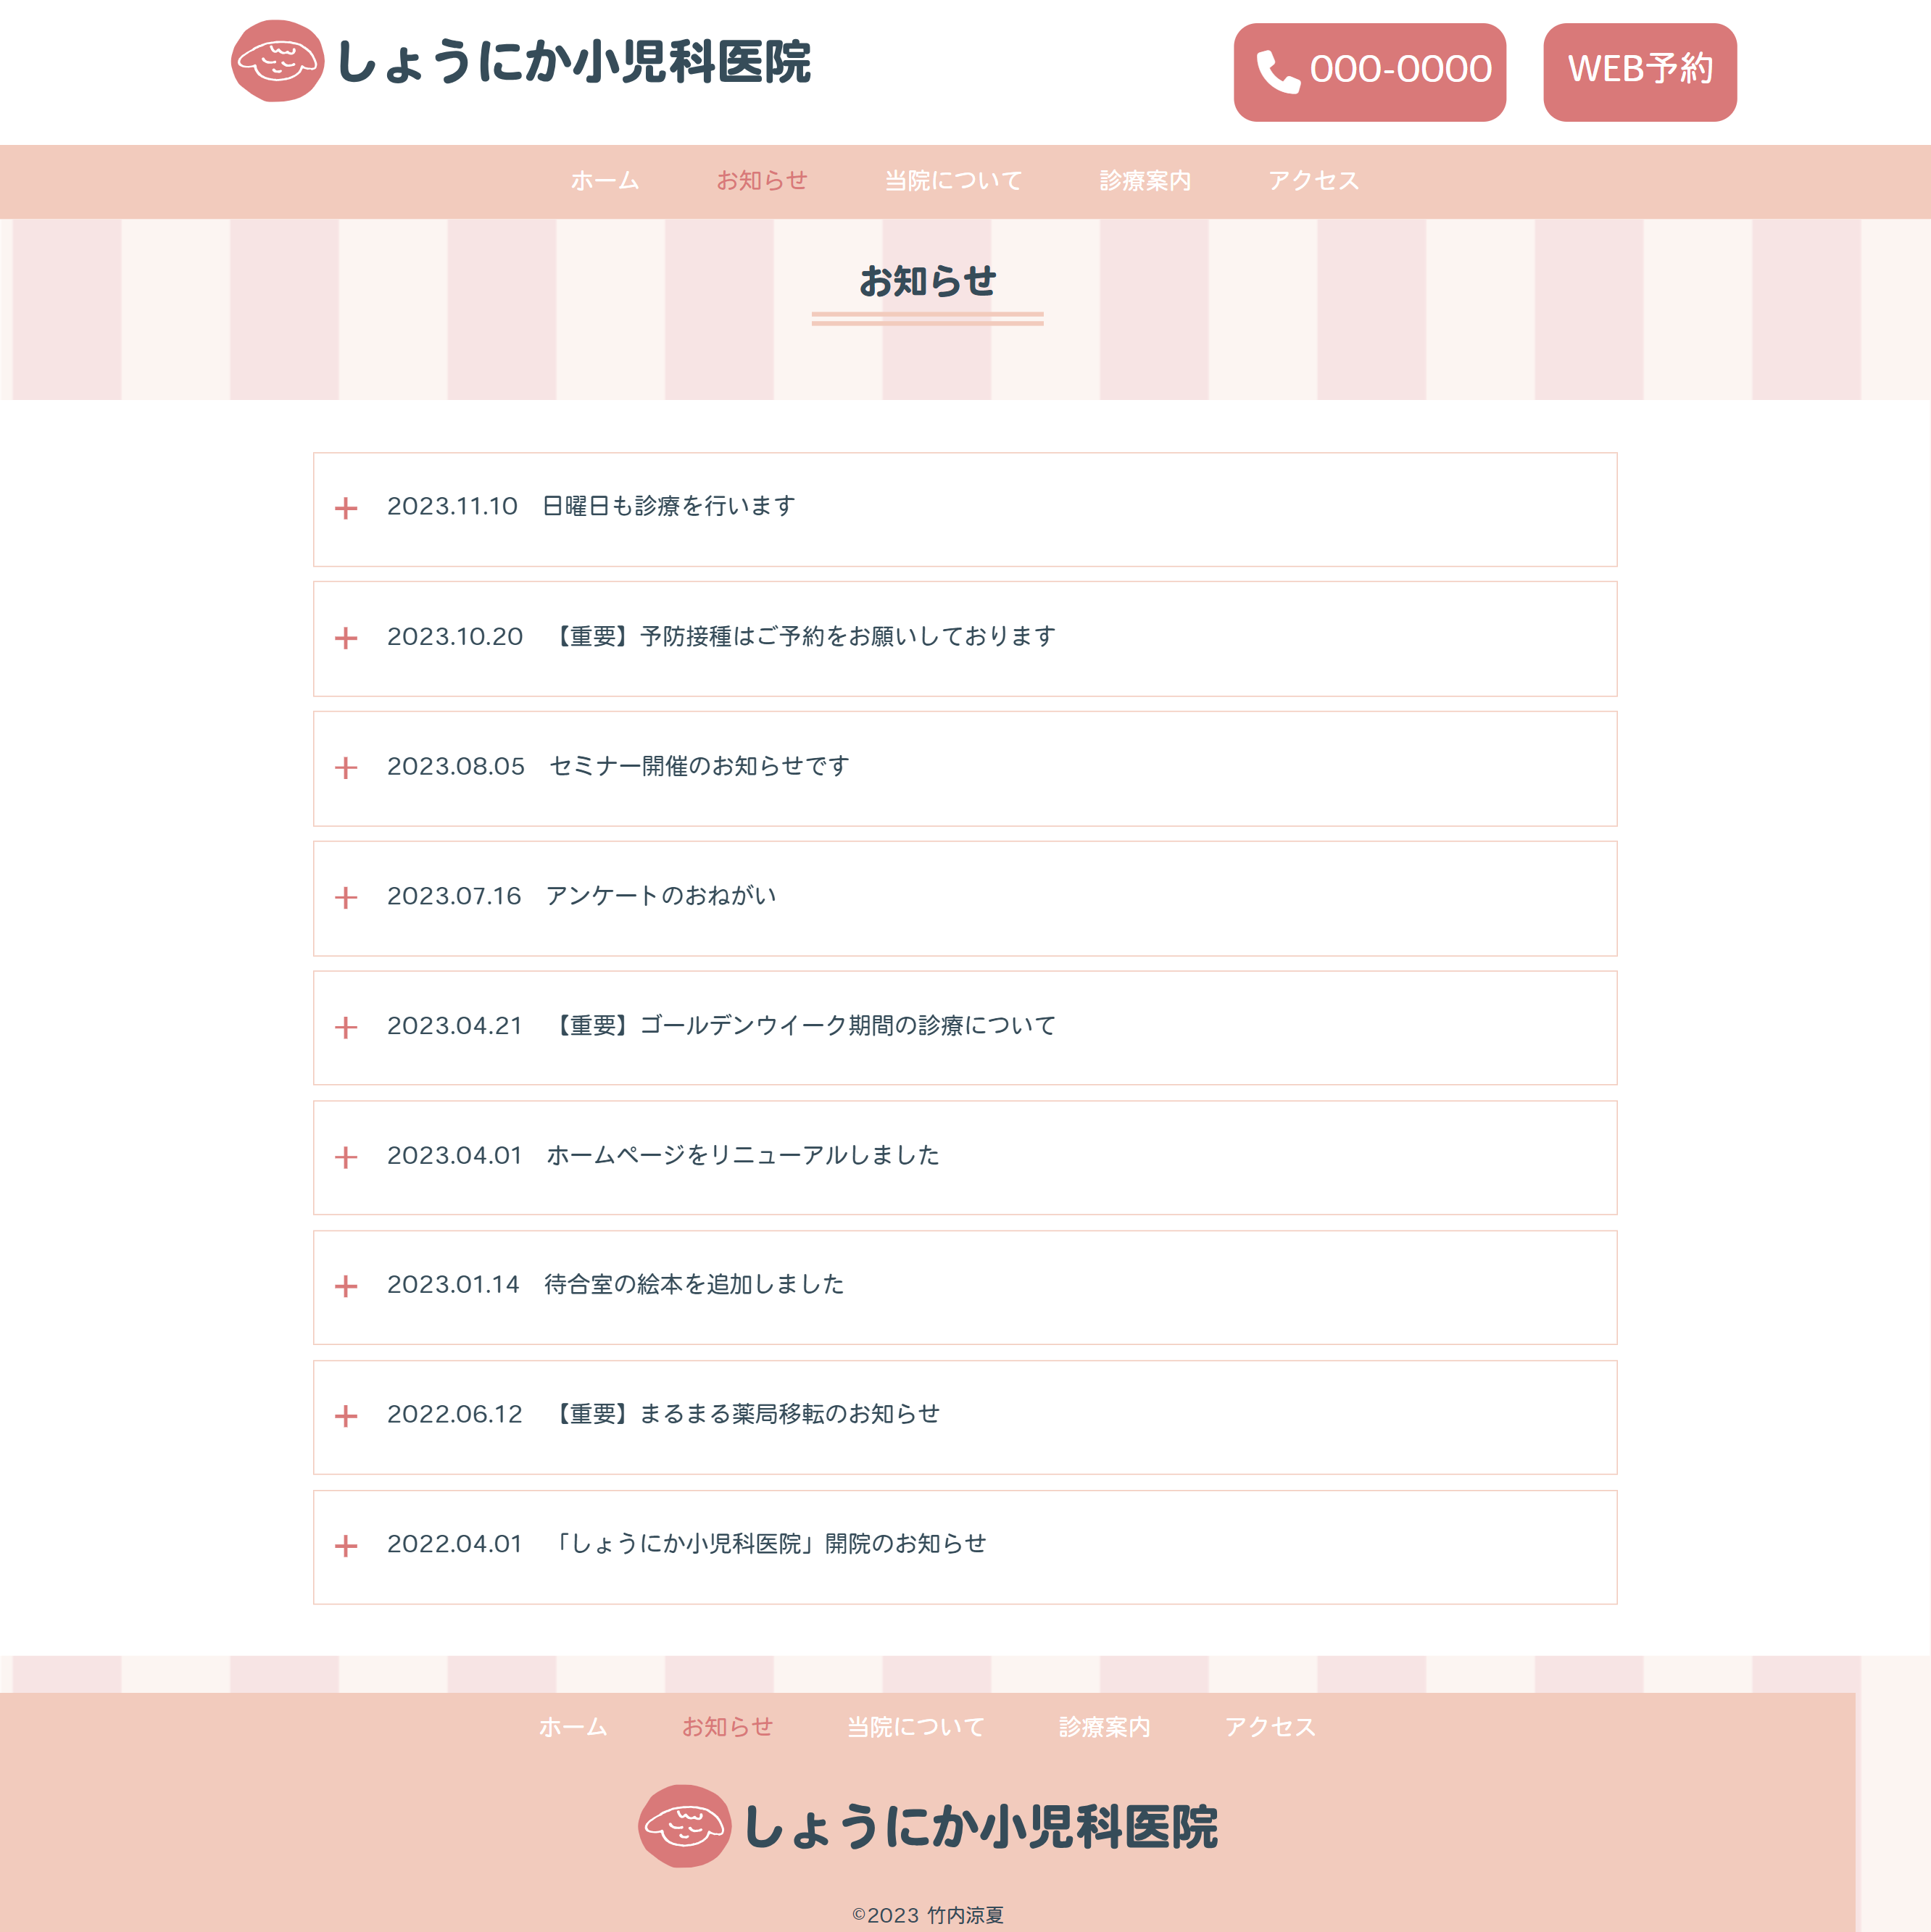 しょうにか小児科医院
000-0000
WEB予約
ホーム お知らせ 当院について 診療案内 アクセス
お知らせ
+ 2023.11.10 日曜日も診療を行います
+ 2023.10.20 【重要】予防接種はご予約をお願いしております
+ 2023.08.05 セミナー開催のお知らせです
+ 2023.07.16 アンケートのおねがい
+ 2023.04.21 【重要】ゴールデンウイーク期間の診療について
+ 2023.04.01 ホームページをリニューアルしました
+ 2023.01.14 待合室の絵本を追加しました
+ 2022.06.12 【重要】まるまる薬局移転のお知らせ
+ 2022.04.01 「しょうにか小児科医院」開院のお知らせ
ホーム お知らせ 当院について 診療案内 アクセス
しょうにか小児科医院
©2023 竹内涼夏